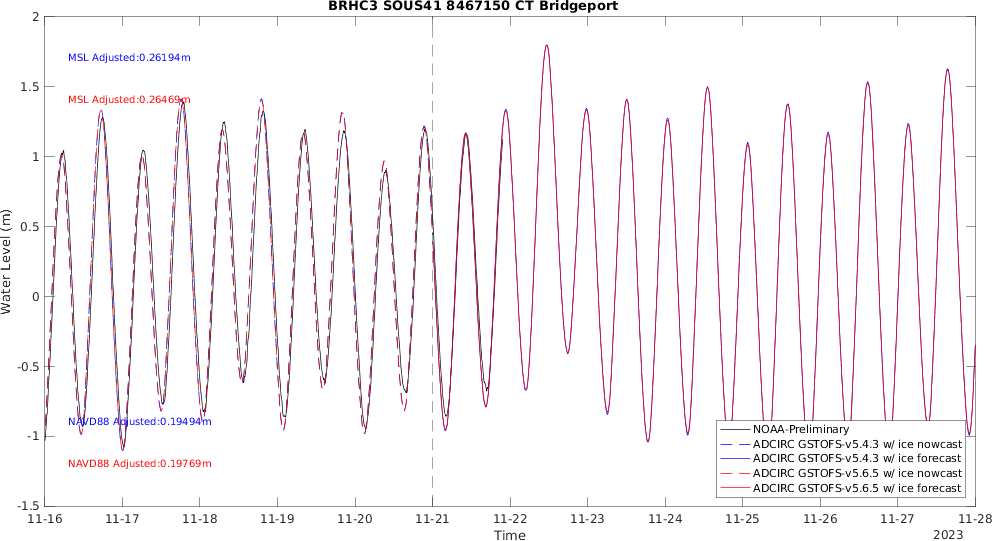 BRHC3 SOUS41 8467150 CT Bridgeport
MSL Adjusted:0.26194m
MSL Adjusted:0.26469m
NAVD88 Adjusted:0.19494m
NAVD88 Adjusted:0.19769m
Water Level (m)
2
1.5
1
0.5
0
-0.5
-1
-1.5
NOAA-Preliminary
ADCIRC GSTOFS-v5.4.3 w/ ice nowcast
ADCIRC GSTOFS-v5.4.3 w/ ice forecast
ADCIRC GSTOFS-v5.6.5 w/ ice nowcast
ADCIRC GSTOFS-v5.6.5 w/ ice forecast
11-16 11-17 11-18 11-19 11-20 11-21 11-22 11-23 11-24 11-25 11-26 11-27 11-28
Time
2023